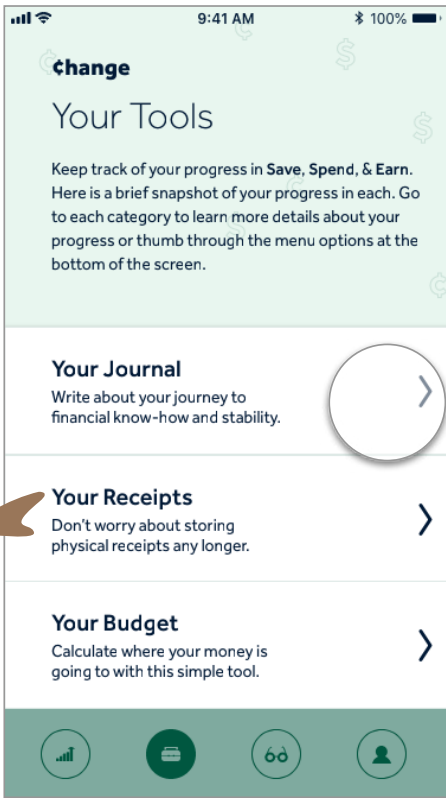 9:41 AM
100%
¢hange
Your Tools
Keep track of your progress in Save, Spend, & Earn.
Here is a brief snapshot of your progress in each. Go
to each category to learn more details about your
progress or thumb through the menu options at the
bottom of the screen.
Your Journal
Write about your journey to
financial know-how and stability.
Your Receipts
Don't worry about storing
physical receipts any longer.
Your Budget
Calculate where your money is
going to with this simple tool.